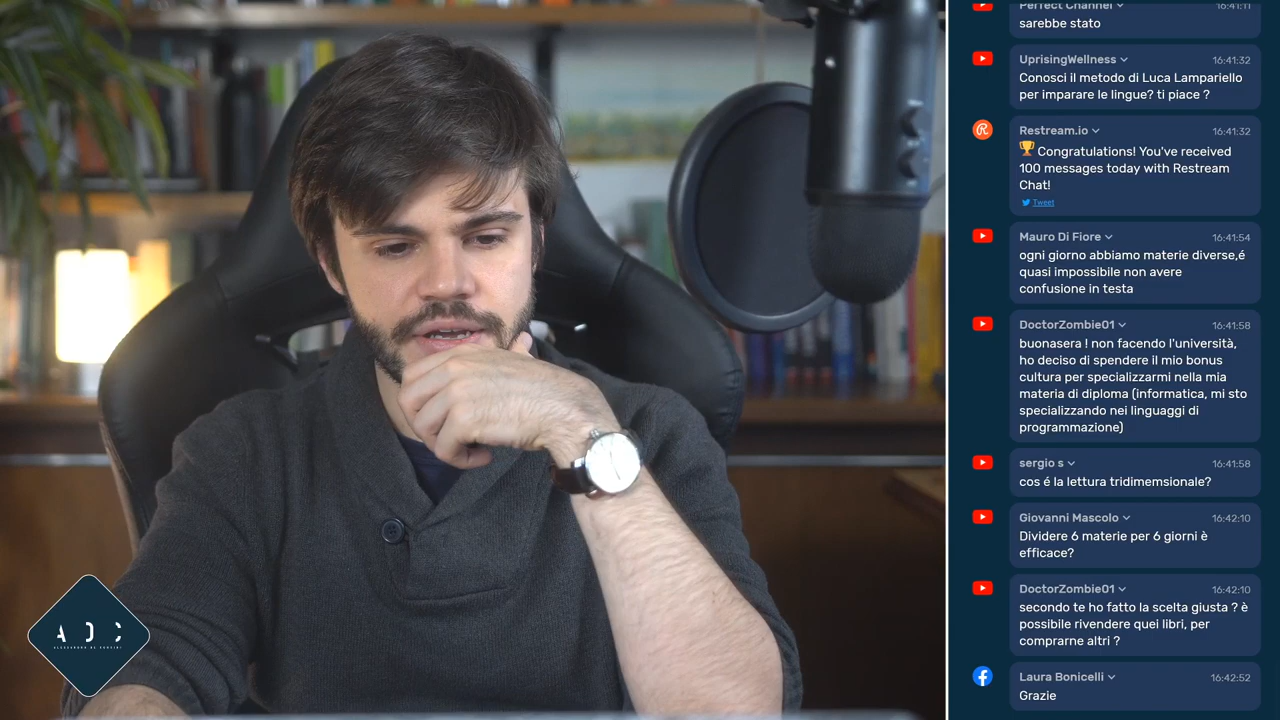 Perfect Channel
16:41:11
sarebbe stato
UprisingWellness
16:41:32
Conosci il metodo di Luca Lampariello
per imparare le lingue? ti piace ?
Restream.io
16:41:32
🏆 Congratulations! You've received
100 messages today with Restream
Chat!
Tweet
Mauro Di Fiore
16:41:54
ogni giorno abbiamo materie diverse,é
quasi impossibile non avere
confusione in testa
DoctorZombie01
16:41:58
buonasera ! non facendo l'università,
ho deciso di spendere il mio bonus
cultura per specializzarmi nella mia
materia di diploma (informatica, mi sto
specializzando nei linguaggi di
programmazione)
sergio s
16:41:58
cos é la lettura tridimemsionale?
Giovanni Mascolo
16:42:10
Dividere 6 materie per 6 giorni è
efficace?
DoctorZombie01
16:42:10
secondo te ho fatto la scelta giusta ? è
possibile rivendere quei libri, per
comprarne altri ?
Laura Bonicelli
16:42:52
Grazie